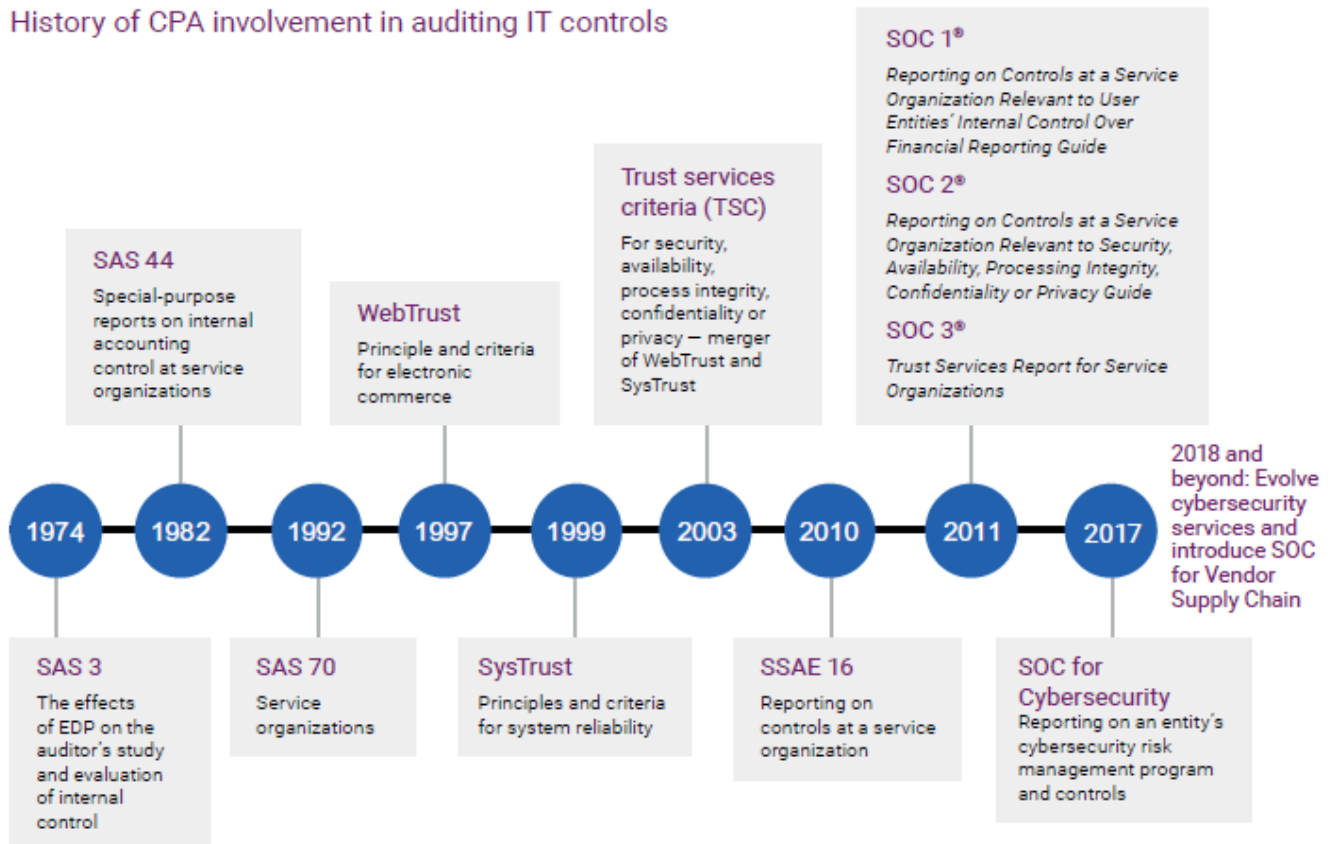 History of CPA involvement in auditing IT controls
SOC 1®
Reporting on Controls at a Service
Organization Relevant to User
Entities' Internal Control Over
Financial Reporting Guide
SOC 2®
Reporting on Controls at a Service
Organization Relevant to Security,
Availability, Processing Integrity,
Confidentiality or Privacy Guide
SOC 3®
Trust Services Report for Service
Organizations
Trust services
criteria (TSC)
For security,
availability,
process integrity,
confidentiality or
privacy — merger
of WebTrust and
SysTrust
SAS 44
Special-purpose
reports on internal
accounting
control at service
organizations
WebTrust
Principle and criteria
for electronic
commerce
1974
1982
1992
1997
1999
2003
2010
2011
2017
2018 and
beyond: Evolve
cybersecurity
services and
introduce SOC
for Vendor
Supply Chain
SAS 3
The effects
of EDP on the
auditor's study
and evaluation
of internal
control
SAS 70
Service
organizations
SysTrust
Principles and criteria
for system reliability
SSAE 16
Reporting on
controls at a service
organization
SOC for
Cybersecurity
Reporting on an entity's
cybersecurity risk
management program
and controls